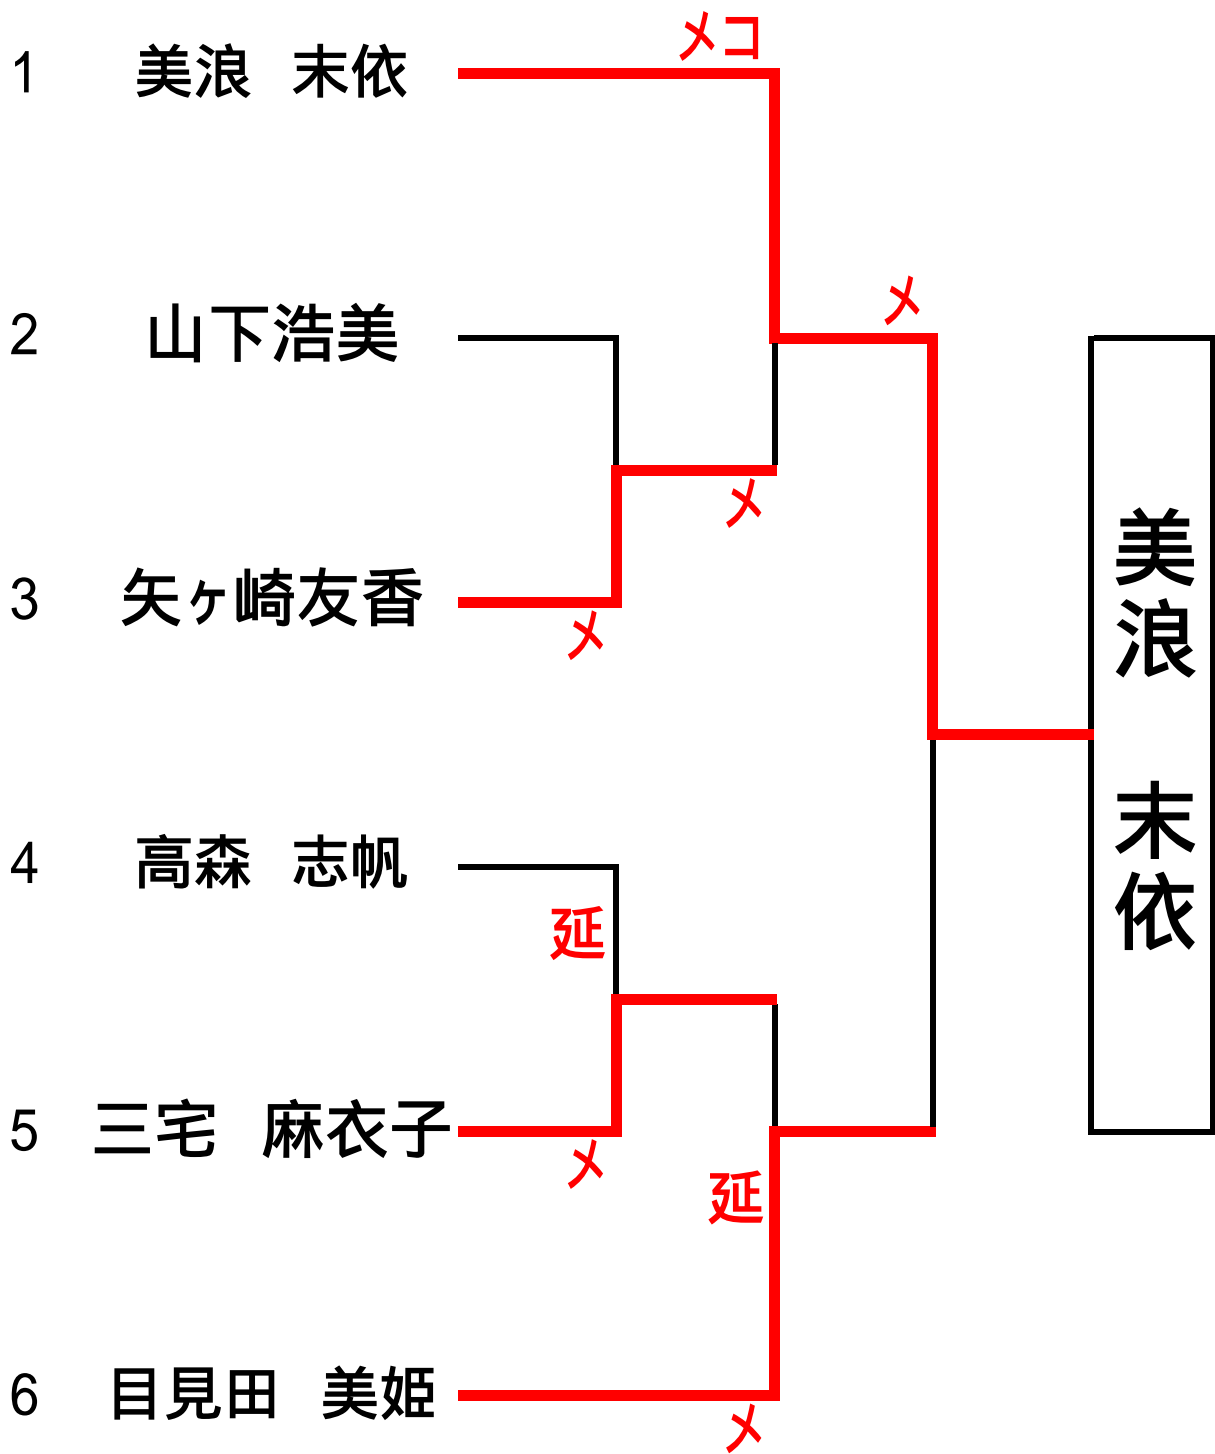 メコ
1 美浪 末依
メ
2 山下浩美
メ
3 矢ヶ崎友香
メ
4 高森 志帆
延
5 三宅 麻衣子
メ
延
6 目見田 美姫
メ
美浪 末依